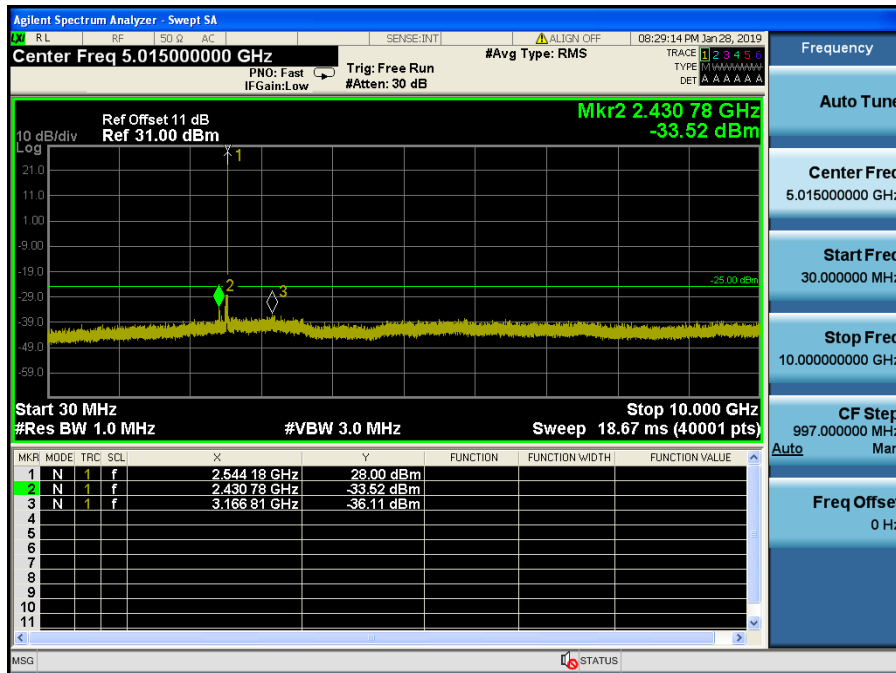 Agilent Spectrum Analyzer - Swept SA
LXI RL RF 50 Ω AC SENSE:INT ALIGN OFF 08:29:14 PM Jan 28, 2019
Center Freq 5.015000000 GHz
PNO: Fast
IFGain:Low
Trig: Free Run
#Atten: 30 dB
#Avg Type: RMS
TRACE 1 2 3 4 5 6
TYPE M W W W W W
DET A A A A A A
Frequency
Mkr2 2.430 78 GHz
-33.52 dBm
Ref Offset 11 dB
Ref 31.00 dBm
10 dB/div
Log
1
21.0
11.0
1.00
-9.00
-19.0
-25.00 dBm
2
3
-29.0
-39.0
-49.0
-59.0
Start 30 MHz
Stop 10.000 GHz
#Res BW 1.0 MHz
#VBW 3.0 MHz
Sweep 18.67 ms (40001 pts)
MKR MODE TRC SCL X Y FUNCTION FUNCTION WIDTH FUNCTION VALUE
1 N 1 f 2.544 18 GHz 28.00 dBm
2 N 1 f 2.430 78 GHz -33.52 dBm
3 N 1 f 3.166 81 GHz -36.11 dBm
4
5
6
7
8
9
10
11
MSG
STATUS
Auto Tune
Center Freq
5.015000000 GHz
Start Freq
30.000000 MHz
Stop Freq
10.000000000 GHz
CF Step
997.000000 MHz
Auto Man
Freq Offset
0 Hz